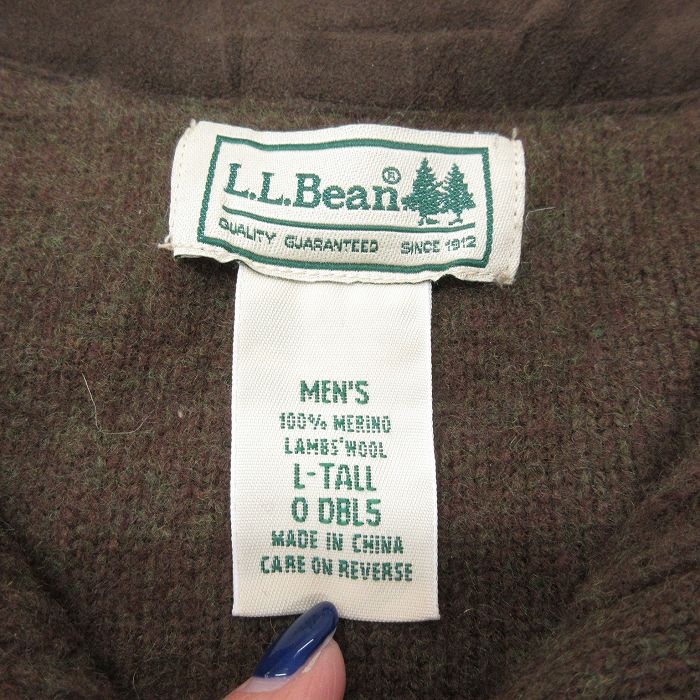 L.L.Bean®
QUALITY GUARANTEED SINCE 1912
MEN'S
100% MERINO
LAMBS' WOOL
L-TALL
0 DBL5
MADE IN CHINA
CARE ON REVERSE